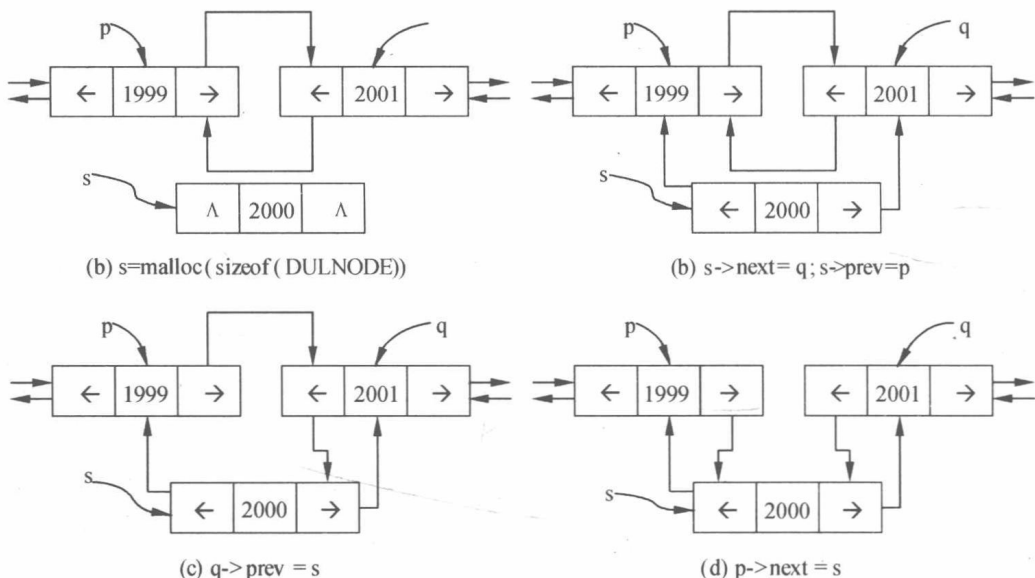 p
← 1999 →
← 2001 →
s
Λ 2000 Λ
(b) s=malloc(sizeof(DULNODE))
p
q
← 1999 →
← 2001 →
s
← 2000 →
(b) s->next=q;s->prev=p
p
q
← 1999 →
← 2001 →
s
← 2000 →
(c) q->prev = s
p
q
← 1999 →
← 2001 →
s
← 2000 →
(d) p->next = s